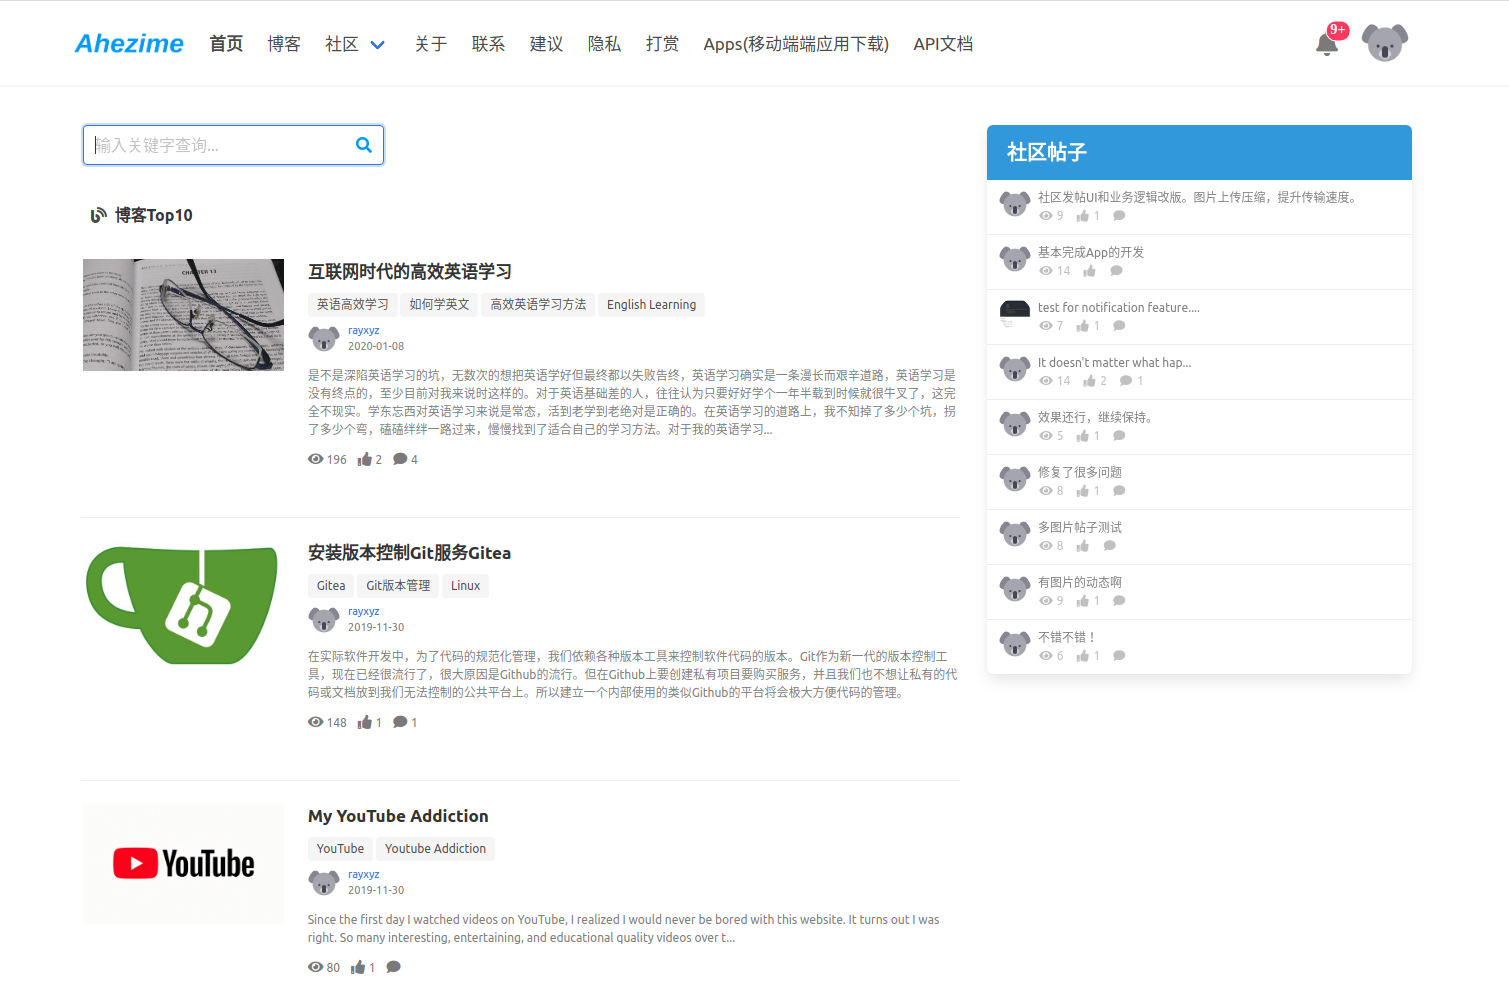 Ahezime 首页 博客 社区 关于 联系 建议 隐私 打赏 Apps(移动端端应用下载) API文档 9+
输入关键字查询...
博客Top10
CHAPTER 13
互联网时代的高效英语学习
英语高效学习 如何学英文 高效英语学习方法 English Learning
rayxyz
2020-01-08
是不是深陷英语学习的坑，无数次的想把英语学好但最终都以失败告终，英语学习确实是一条漫长而艰辛道路，英语学习是
没有终点的，至少目前对我来说时这样的。对于英语基础差的人，往往认为只要好好学个一年半载到时候就很牛叉了，这完
全不现实。学东忘西对英语学习来说是常态，活到老学到老绝对是正确的。在英语学习的道路上，我不知掉了多少个坑，拐
了多少个弯，磕磕绊绊一路过来，慢慢找到了适合自己的学习方法。对于我的英语学习...
196 2 4
安装版本控制Git服务Gitea
Gitea Git版本管理 Linux
rayxyz
2019-11-30
在实际软件开发中，为了代码的规范化管理，我们依赖各种版本工具来控制软件代码的版本。Git作为新一代的版本控制工
具，现在已经很流行了，很大原因是Github的流行。但在Github上要创建私有项目要购买服务，并且我们也不想让私有的代
码或文档放到我们无法控制的公共平台上。所以建立一个内部使用的类似Github的平台将会极大方便代码的管理。
148 1 1
YouTube
My YouTube Addiction
YouTube Youtube Addiction
rayxyz
2019-11-30
Since the first day I watched videos on YouTube, I realized I would never be bored with this website. It turns out I was
right. So many interesting, entertaining, and educational quality videos over t...
80 1
社区帖子
社区发帖UI和业务逻辑改版。图片上传压缩，提升传输速度。
9 1
基本完成App的开发
14
test for notification feature....
7 1
It doesn't matter what hap...
14 2 1
效果还行，继续保持。
5 1
修复了很多问题
8 1
多图片帖子测试
8
有图片的动态啊
9 1
不错不错！
6 1